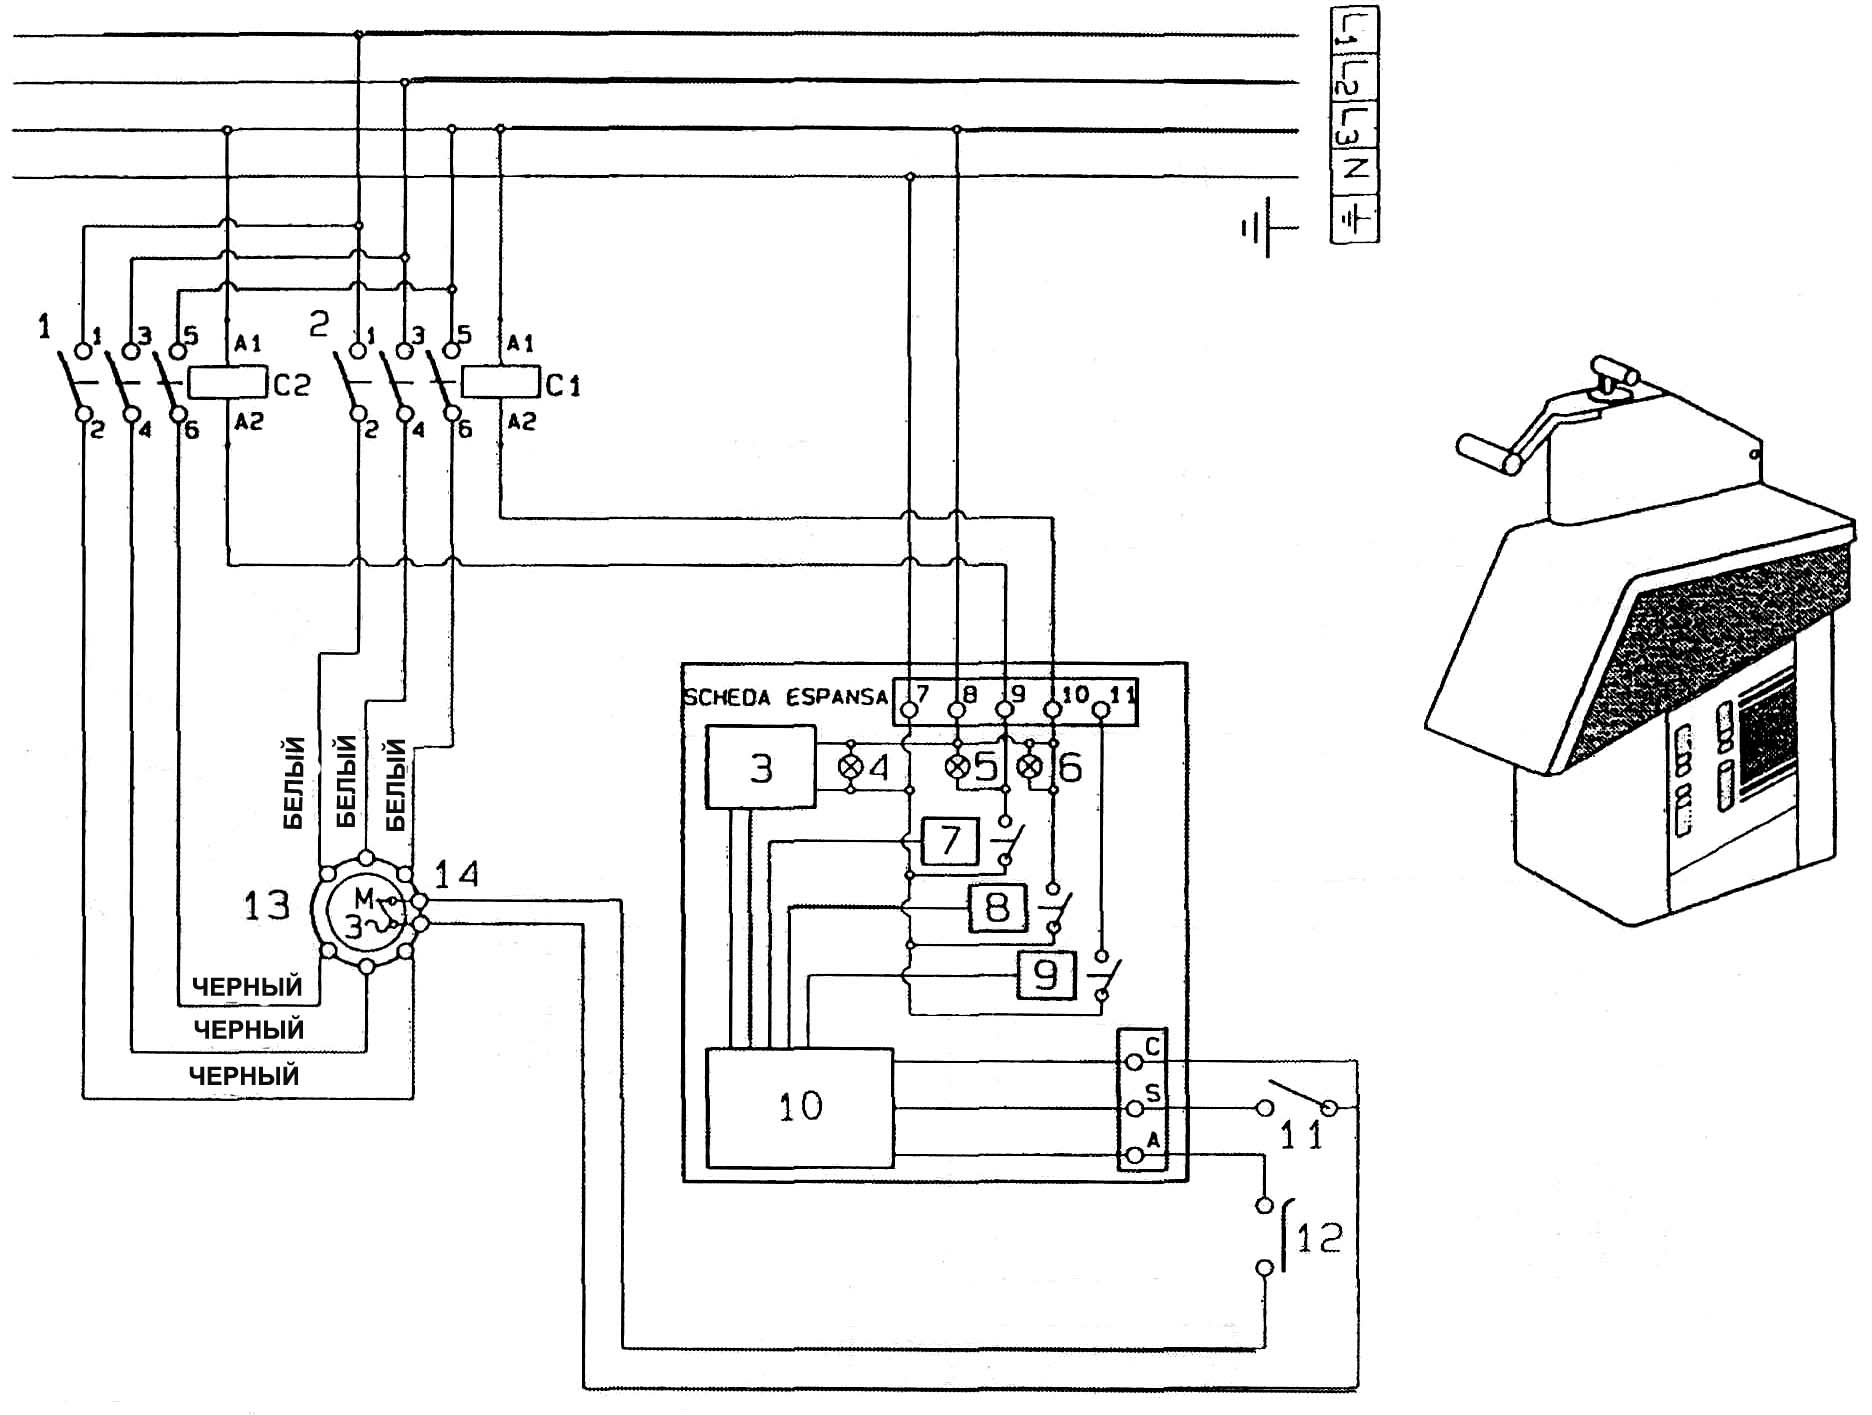 L1 L2 L3 N
1 1 3 5 A1 2 1 3 5 A1
C2 C1
2 4 6 A2 2 4 6 A2
SCHEDA ESPANSA 7 8 9 10 11
БЕЛЫЙ БЕЛЫЙ БЕЛЫЙ
3 4 5 6
7
13 M 3 14
8
9
ЧЕРНЫЙ
ЧЕРНЫЙ
ЧЕРНЫЙ
10
C
S
A
11
12